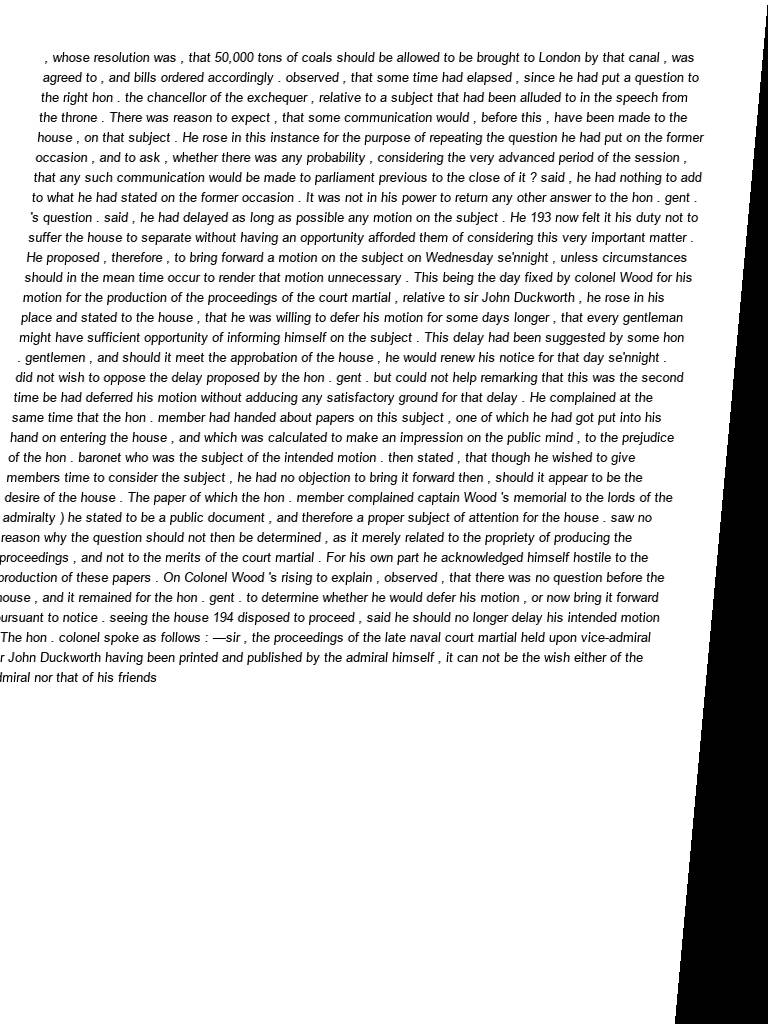 , whose resolution was , that 50,000 tons of coals should be allowed to be brought to London by that canal , was
agreed to , and bills ordered accordingly . observed , that some time had elapsed , since he had put a question to
the right hon . the chancellor of the exchequer , relative to a subject that had been alluded to in the speech from
the throne . There was reason to expect , that some communication would , before this , have been made to the
house , on that subject . He rose in this instance for the purpose of repeating the question he had put on the former
occasion , and to ask , whether there was any probability , considering the very advanced period of the session ,
that any such communication would be made to parliament previous to the close of it ? said , he had nothing to add
to what he had stated on the former occasion . It was not in his power to return any other answer to the hon . gent .
's question . said , he had delayed as long as possible any motion on the subject . He 193 now felt it his duty not to
suffer the house to separate without having an opportunity afforded them of considering this very important matter .
He proposed , therefore , to bring forward a motion on the subject on Wednesday se'nnight , unless circumstances
should in the mean time occur to render that motion unnecessary . This being the day fixed by colonel Wood for his
motion for the production of the proceedings of the court martial , relative to sir John Duckworth , he rose in his
place and stated to the house , that he was willing to defer his motion for some days longer , that every gentleman
might have sufficient opportunity of informing himself on the subject . This delay had been suggested by some hon
. gentlemen , and should it meet the approbation of the house , he would renew his notice for that day se'nnight .
did not wish to oppose the delay proposed by the hon . gent . but could not help remarking that this was the second
time be had deferred his motion without adducing any satisfactory ground for that delay . He complained at the
same time that the hon . member had handed about papers on this subject , one of which he had got put into his
hand on entering the house , and which was calculated to make an impression on the public mind , to the prejudice
of the hon . baronet who was the subject of the intended motion . then stated , that though he wished to give
members time to consider the subject , he had no objection to bring it forward then , should it appear to be the
desire of the house . The paper of which the hon . member complained captain Wood 's memorial to the lords of the
admiralty ) he stated to be a public document , and therefore a proper subject of attention for the house . saw no
reason why the question should not then be determined , as it merely related to the propriety of producing the
proceedings , and not to the merits of the court martial . For his own part he acknowledged himself hostile to the
production of these papers . On Colonel Wood 's rising to explain , observed , that there was no question before the
house , and it remained for the hon . gent . to determine whether he would defer his motion , or now bring it forward
ursuant to notice . seeing the house 194 disposed to proceed , said he should no longer delay his intended motion
The hon . colonel spoke as follows : —sir , the proceedings of the late naval court martial held upon vice-admiral
r John Duckworth having been printed and published by the admiral himself , it can not be the wish either of the
dmiral nor that of his friends